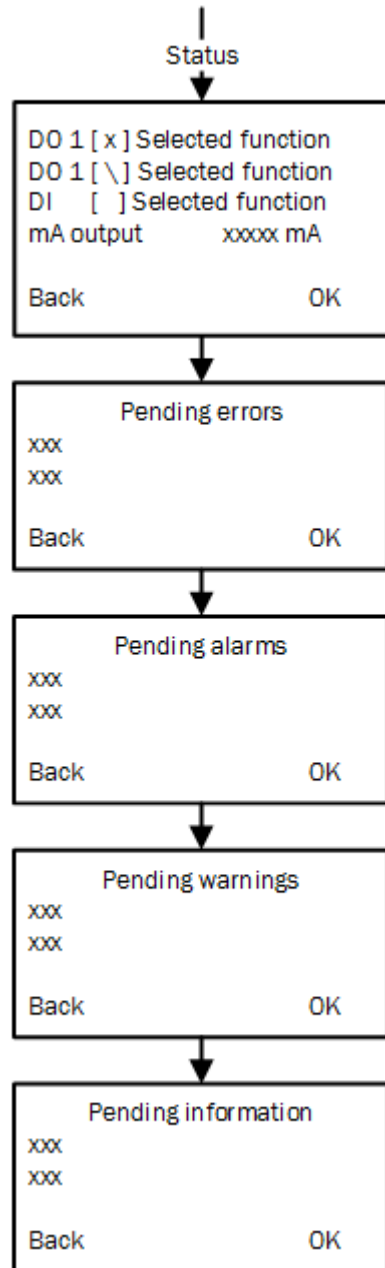 Status
DO 1 [ x ] Selected function
DO 1 [ \ ] Selected function
DI [ ] Selected function
mA output xxxxx mA
Back OK
Pending errors
xxx
xxx
Back OK
Pending alarms
xxx
xxx
Back OK
Pending warnings
xxx
xxx
Back OK
Pending information
xxx
xxx
Back OK